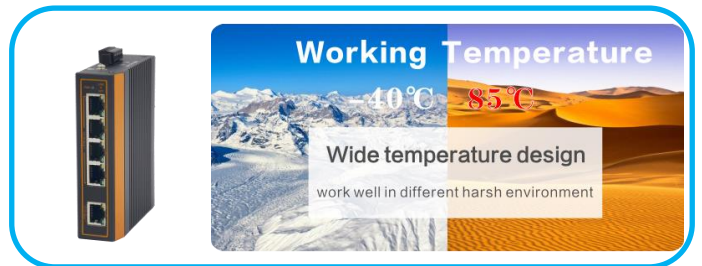 Working Temperature
-40℃ 85℃
Wide temperature design
work well in different harsh environment